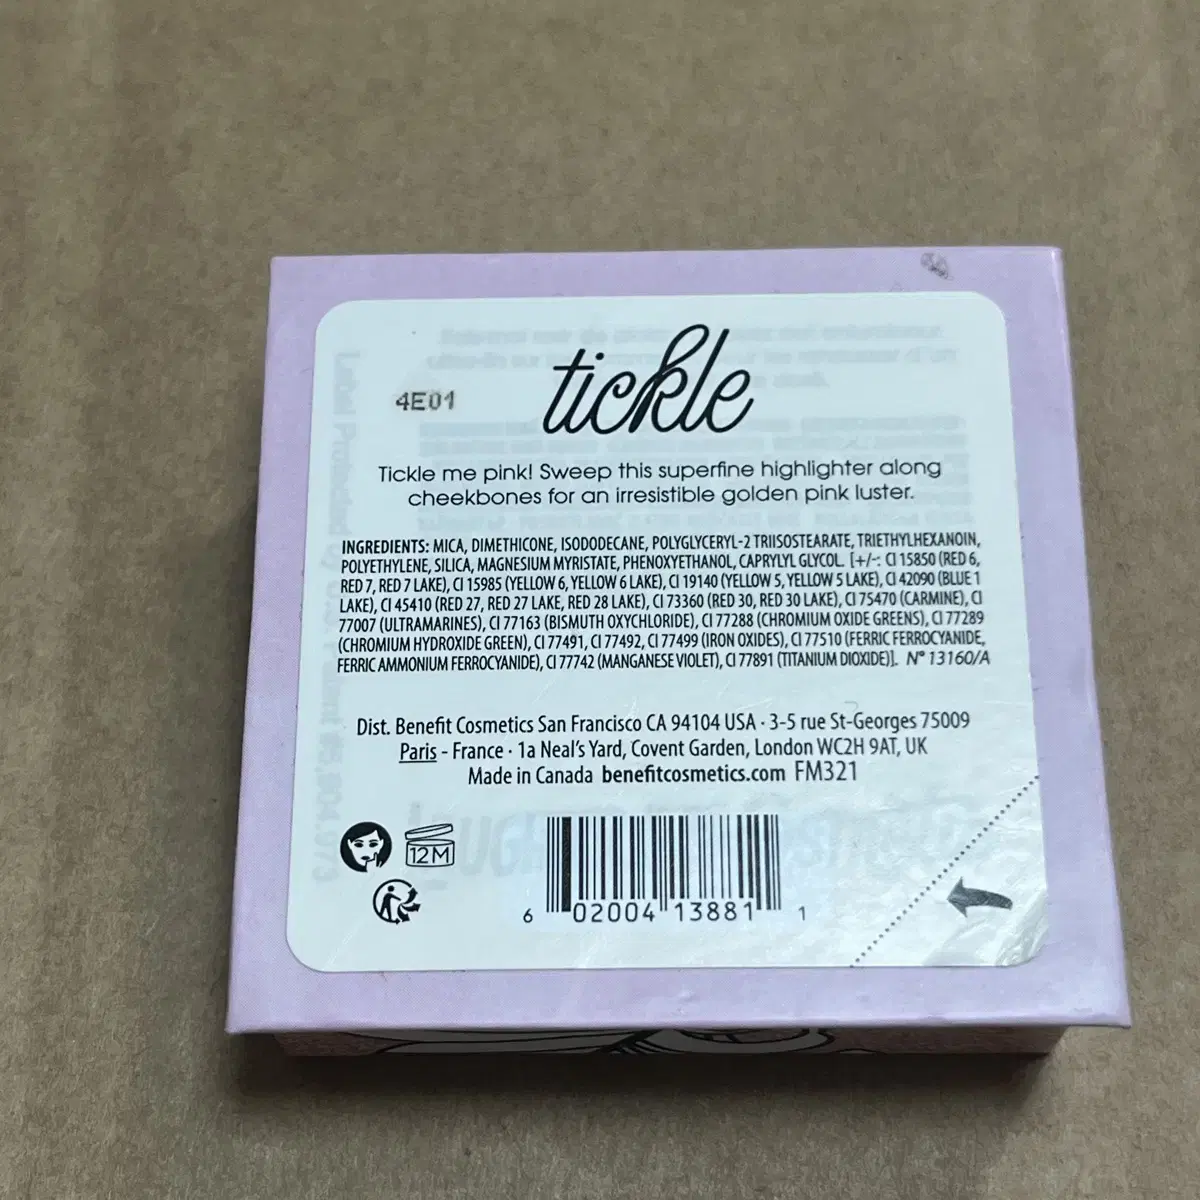 tickle
4E01
Tickle me pink! Sweep this superfine highlighter along
cheekbones for an irresistible golden pink luster.
INGREDIENTS: MICA, DIMETHICONE, ISODODECANE, POLYGLYCERYL-2 TRIISOSTEARATE, TRIETHYLHEXANOIN,
POLYETHYLENE, SILICA, MAGNESIUM MYRISTATE, PHENOXYETHANOL, CAPRYLYL GLYCOL. [+/-: CI 15850 (RED 6,
RED 7, RED 7 LAKE), CI 15985 (YELLOW 6, YELLOW 6 LAKE), CI 19140 (YELLOW 5, YELLOW 5 LAKE), CI 42090 (BLUE 1
LAKE), CI 45410 (RED 27, RED 27 LAKE, RED 28 LAKE), CI 73360 (RED 30, RED 30 LAKE), CI 75470 (CARMINE), CI
77007 (ULTRAMARINES), CI 77163 (BISMUTH OXYCHLORIDE), CI 77288 (CHROMIUM OXIDE GREENS), CI 77289
(CHROMIUM HYDROXIDE GREEN), CI 77491, CI 77492, CI 77499 (IRON OXIDES), CI 77510 (FERRIC FERROCYANIDE,
FERRIC AMMONIUM FERROCYANIDE), CI 77742 (MANGANESE VIOLET), CI 77891 (TITANIUM DIOXIDE)]. N° 13160/A
Dist. Benefit Cosmetics San Francisco CA 94104 USA · 3-5 rue St-Georges 75009
Paris - France · 1a Neal's Yard, Covent Garden, London WC2H 9AT, UK
Made in Canada benefitcosmetics.com FM321
12M
6 02004 13881 1